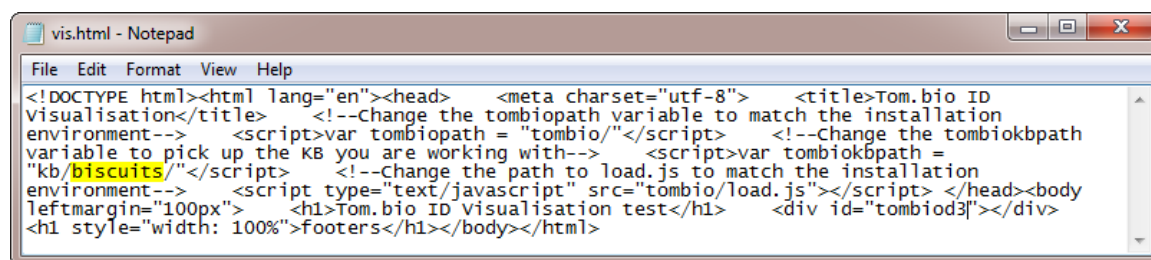 vis.html - Notepad
File Edit Format View Help
<!DOCTYPE html><html lang="en"><head>    <meta charset="utf-8">    <title>Tom.bio ID
Visualisation</title>    <!--Change the tombiopath variable to match the installation
environment-->    <script>var tombiopath = "tombio/"</script>    <!--Change the tombiokbpath
variable to pick up the KB you are working with-->    <script>var tombiokbpath =
"kb/biscuits/"</script>    <!--Change the path to load.js to match the installation
environment-->    <script type="text/javascript" src="tombio/load.js"></script> </head><body
leftmargin="100px">    <h1>Tom.bio ID Visualisation test</h1>    <div id="tombiod3"></div>
<h1 style="width: 100%">footers</h1></body></html>